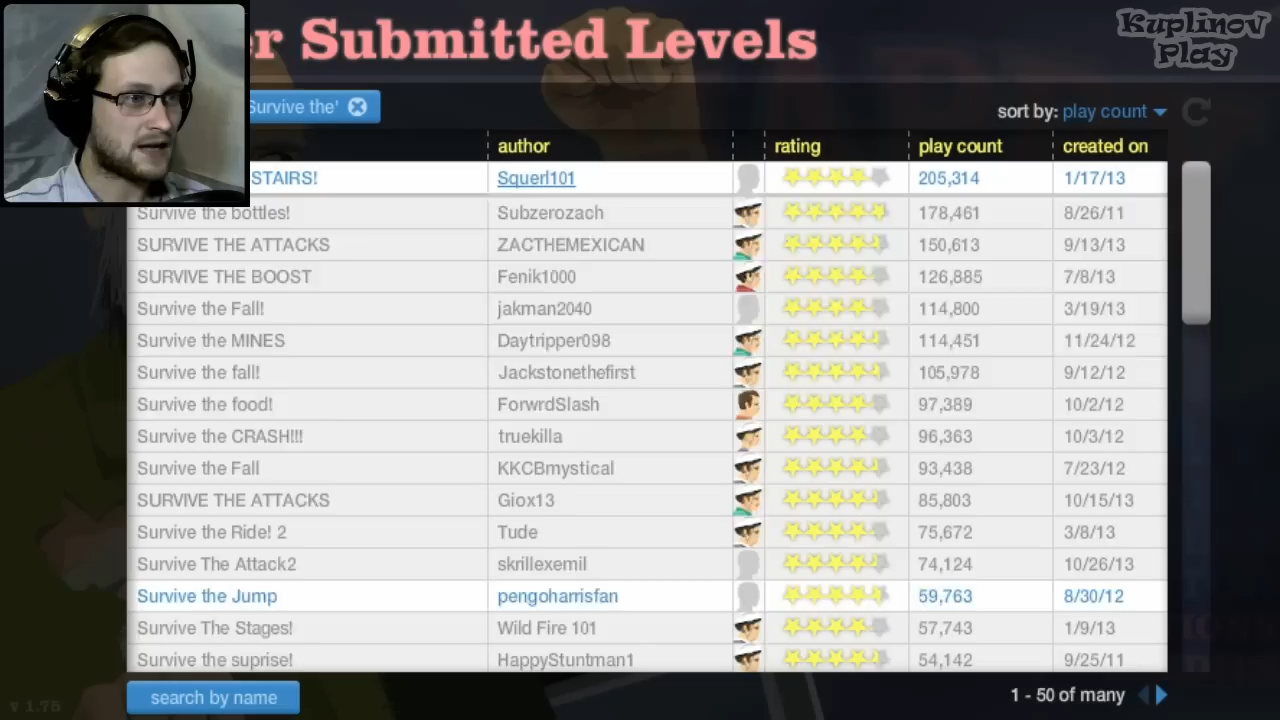 er Submitted Levels
Kuplinov
Play
Survive the'
sort by: play count
author rating play count created on
STAIRS! Squerl101 205,314 1/17/13
Survive the bottles! Subzerozach 178,461 8/26/11
SURVIVE THE ATTACKS ZACTHEMEXICAN 150,613 9/13/13
SURVIVE THE BOOST Fenik1000 126,885 7/8/13
Survive the Fall! jakman2040 114,800 3/19/13
Survive the MINES Daytripper098 114,451 11/24/12
Survive the fall! Jackstonethefirst 105,978 9/12/12
Survive the food! ForwrdSlash 97,389 10/2/12
Survive the CRASH!!! truekilla 96,363 10/3/12
Survive the Fall KKCBmystical 93,438 7/23/12
SURVIVE THE ATTACKS Giox13 85,803 10/15/13
Survive the Ride! 2 Tude 75,672 3/8/13
Survive The Attack2 skrillexemil 74,124 10/26/13
Survive the Jump pengoharrisfan 59,763 8/30/12
Survive The Stages! Wild Fire 101 57,743 1/9/13
Survive the suprise! HappyStuntman1 54,142 9/25/11
search by name
1 - 50 of many
v 1.75